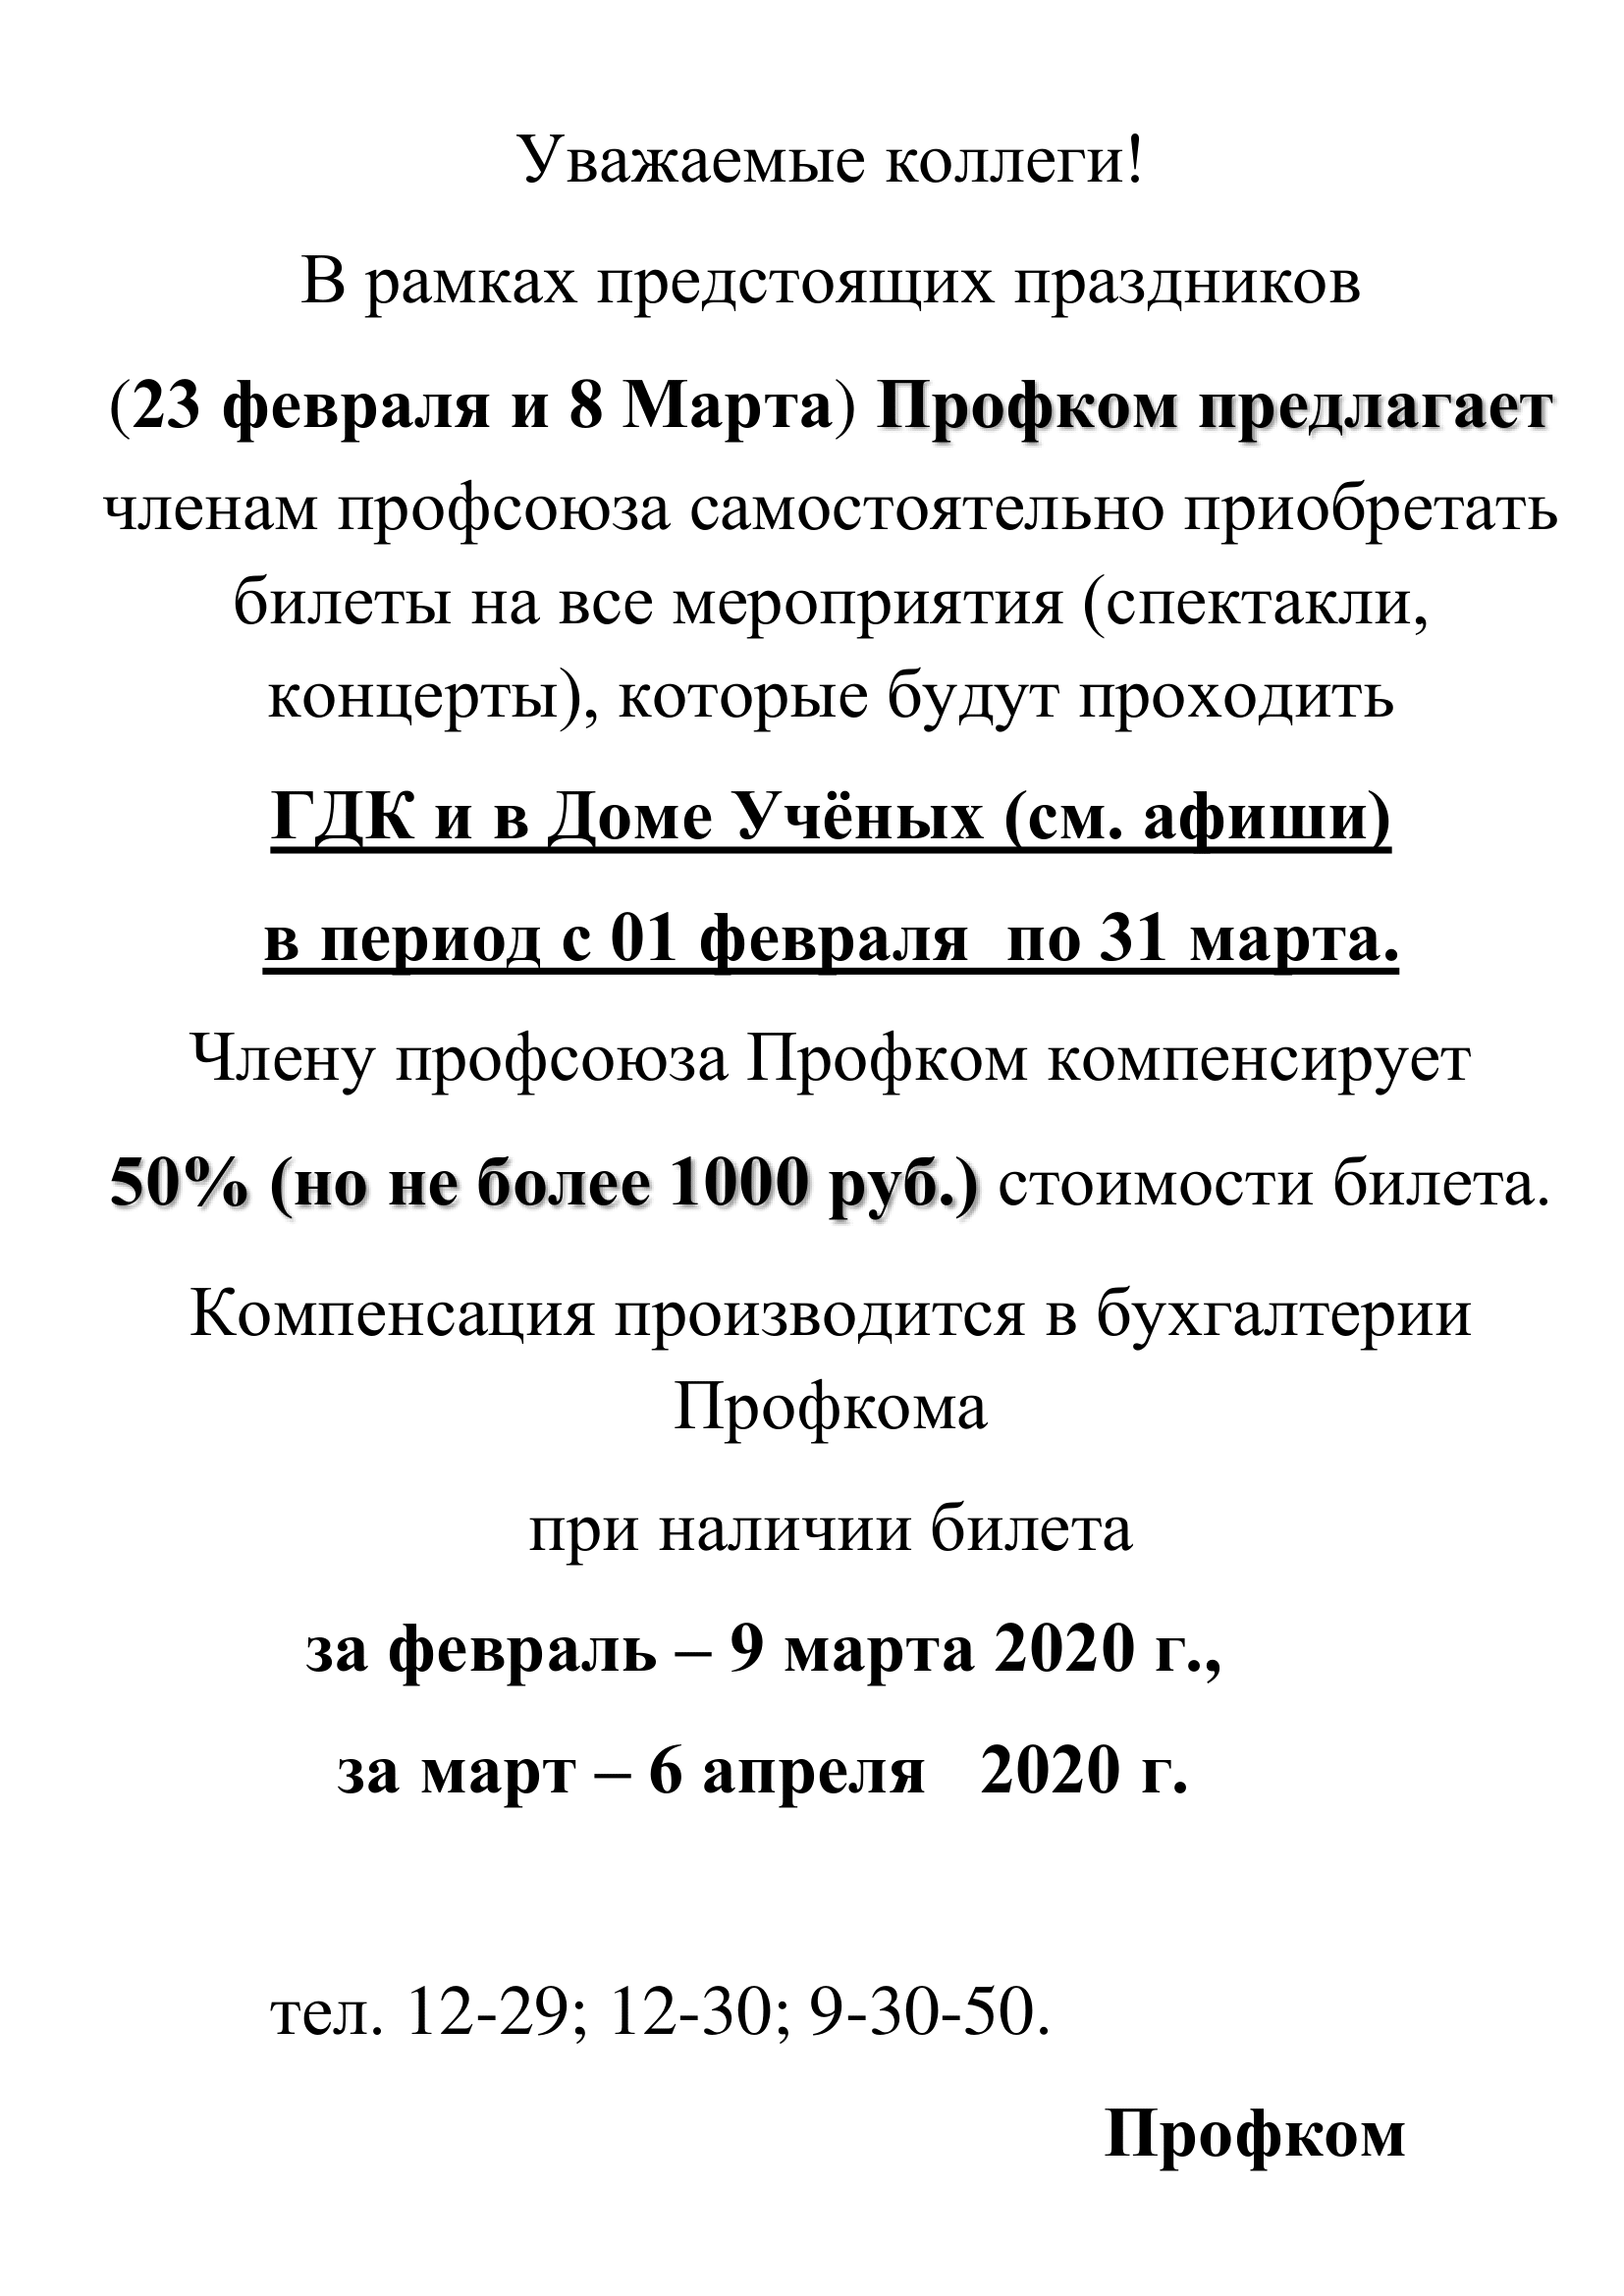 Уважаемые коллеги!
В рамках предстоящих праздников
(23 февраля и 8 Марта) Профком предлагает
членам профсоюза самостоятельно приобретать
билеты на все мероприятия (спектакли,
концерты), которые будут проходить
ГДК и в Доме Учёных (см. афиши)
в период с 01 февраля  по 31 марта.
Члену профсоюза Профком компенсирует
50% (но не более 1000 руб.) стоимости билета.
Компенсация производится в бухгалтерии
Профкома
при наличии билета
за февраль – 9 марта 2020 г.,
за март – 6 апреля   2020 г.
тел. 12-29; 12-30; 9-30-50.
Профком